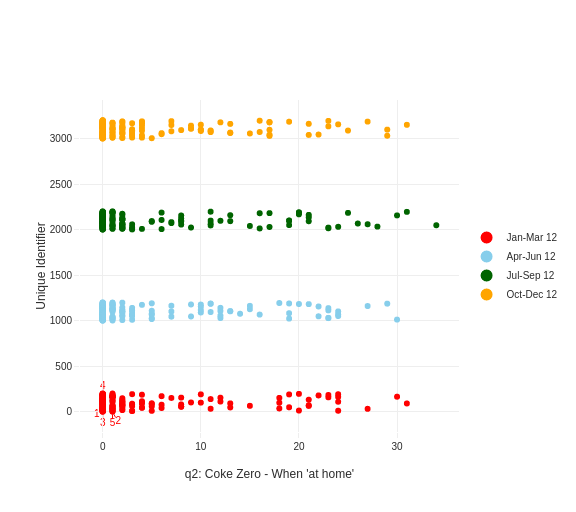 3000
2500
2000
1500
1000
500
0
Unique Identifier
4
1
3
5
2
0
10
20
30
q2: Coke Zero - When 'at home'
Jan-Mar 12
Apr-Jun 12
Jul-Sep 12
Oct-Dec 12